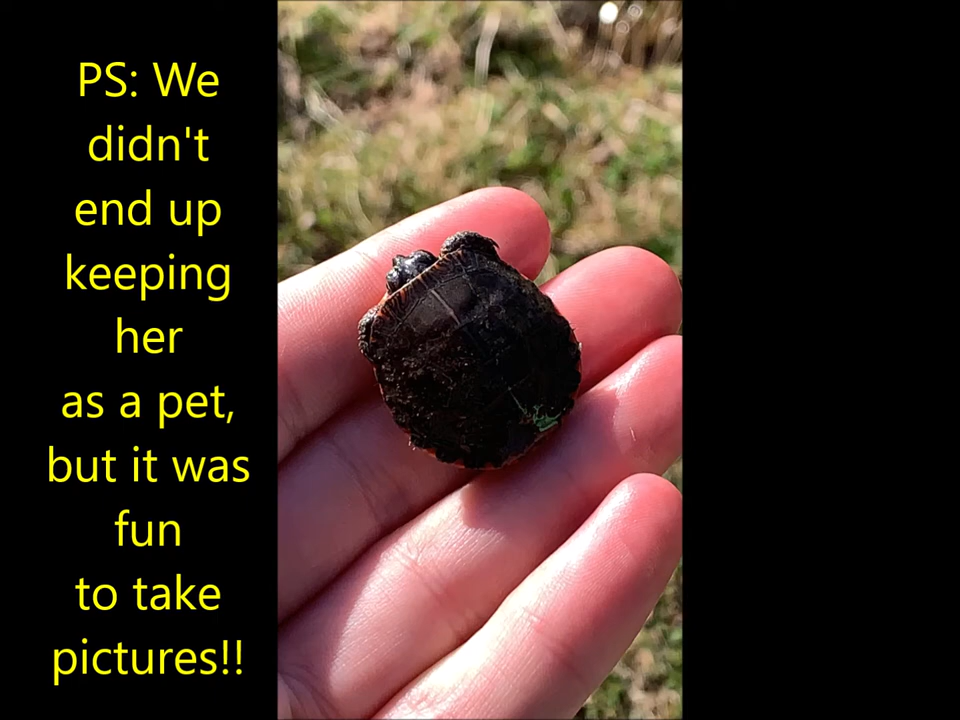 PS: We
didn't
end up
keeping
her
as a pet,
but it was
fun
to take
pictures!!